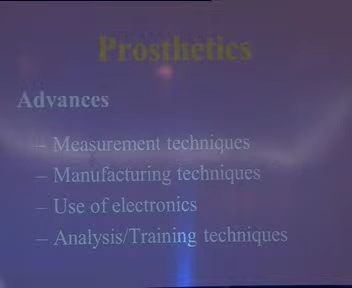 Prosthetics
Advances
– Measurement techniques
– Manufacturing techniques
– Use of electronics
– Analysis/Training techniques